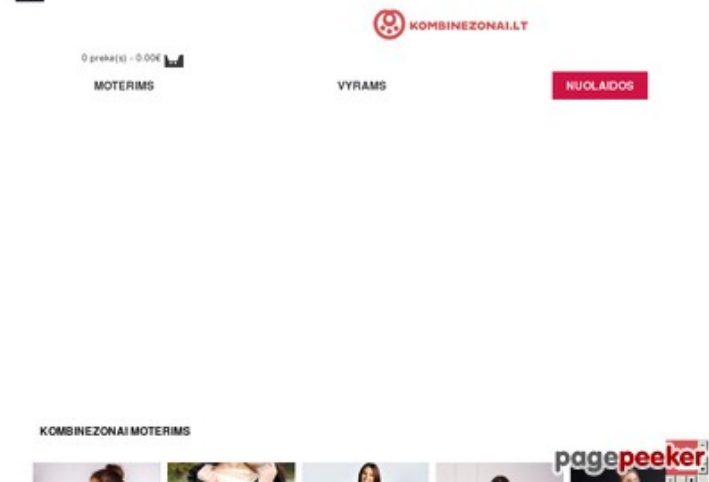 KOMBINEZONAI.LT
0 prekė(s) - 0.00€
MOTERIMS VYRAMS NUOLAIDOS
KOMBINEZONAI MOTERIMS
pagepeeker